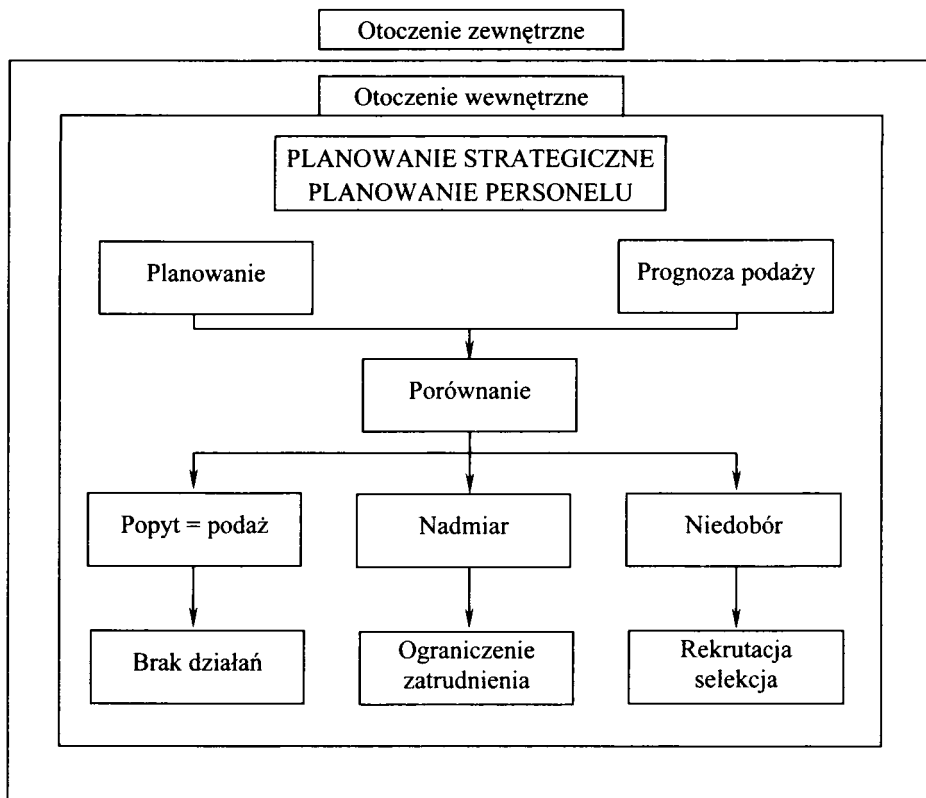 Otoczenie zewnętrzne
Otoczenie wewnętrzne
PLANOWANIE STRATEGICZNE
PLANOWANIE PERSONELU
Planowanie
Prognoza podaży
Porównanie
Popyt = podaż
Nadmiar
Niedobór
Brak działań
Ograniczenie
zatrudnienia
Rekrutacja
selekcja